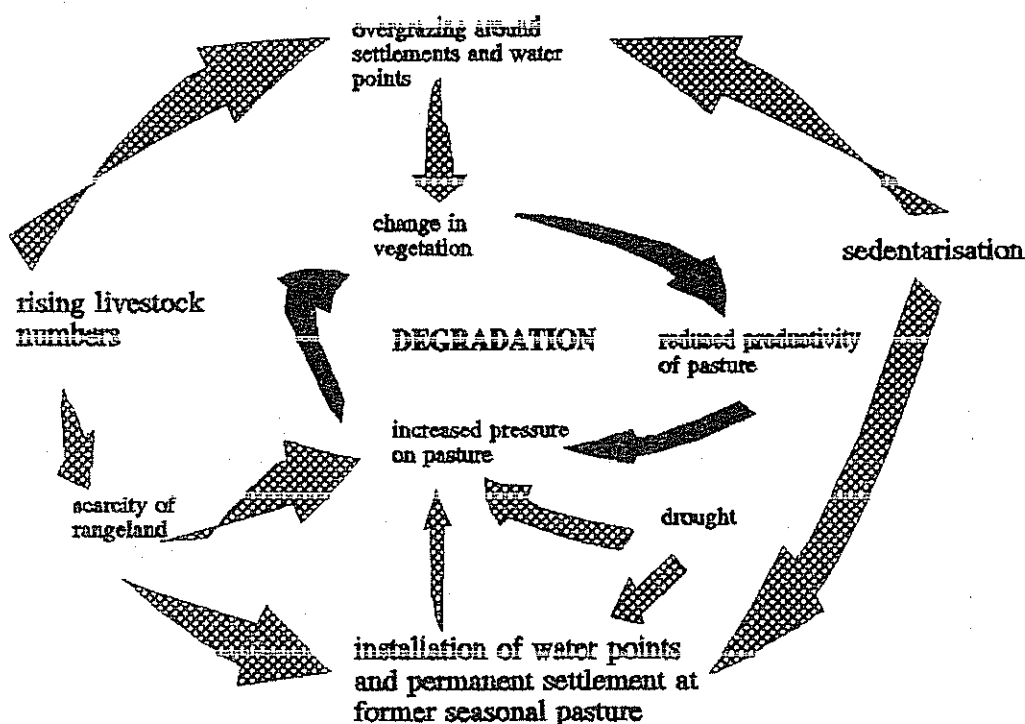 overgrazing around
settlements and water
points
change in
vegetation
sedentarisation
rising livestock
numbers
DEGRADATION
reduced productivity
of pasture
increased pressure
on pasture
scarcity of
rangeland
drought
installation of water points
and permanent settlement at
former seasonal pasture